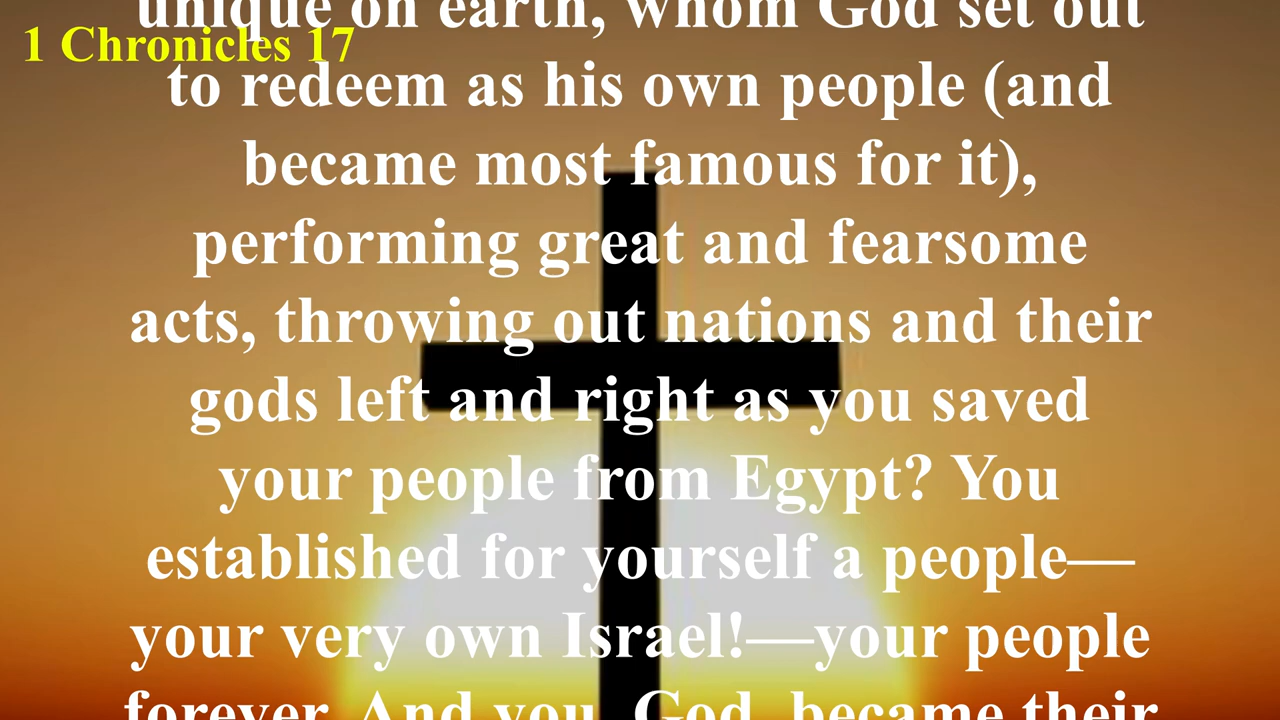 1 Chronicles 17
unique on earth, whom God set out
to redeem as his own people (and
became most famous for it),
performing great and fearsome
acts, throwing out nations and their
gods left and right as you saved
your people from Egypt? You
established for yourself a people—
your very own Israel!—your people
forever. And you, God, became their